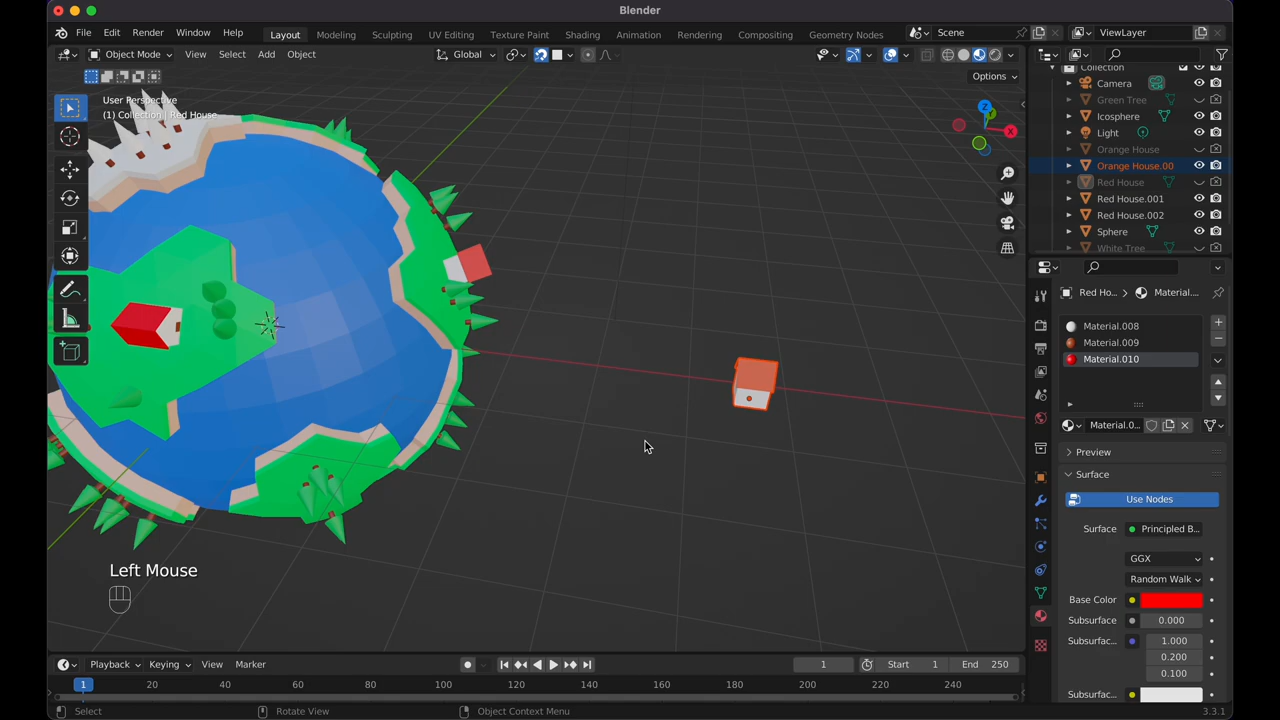 Blender
File Edit Render Window Help Layout Modeling Sculpting UV Editing Texture Paint Shading Animation Rendering Compositing Geometry Nodes Scene ViewLayer
Object Mode View Select Add Object Global
Options
User Perspective
(1) Collection | Red House
Z
X
Collection
Camera
Green Tree
Icosphere
Light
Orange House
Orange House.00
Red House
Red House.001
Red House.002
Sphere
White Tree
Red Ho... > Material....
Material.008
Material.009
Material.010
Material.0...
Preview
Surface
Use Nodes
Surface Principled B...
GGX
Random Walk
Base Color
Subsurface 0.000
Subsurfac... 1.000
0.200
0.100
Subsurfac...
Left Mouse
Playback Keying View Marker 1 Start 1 End 250
1 20 40 60 80 100 120 140 160 180 200 220 240
Select Rotate View Object Context Menu 3.3.1